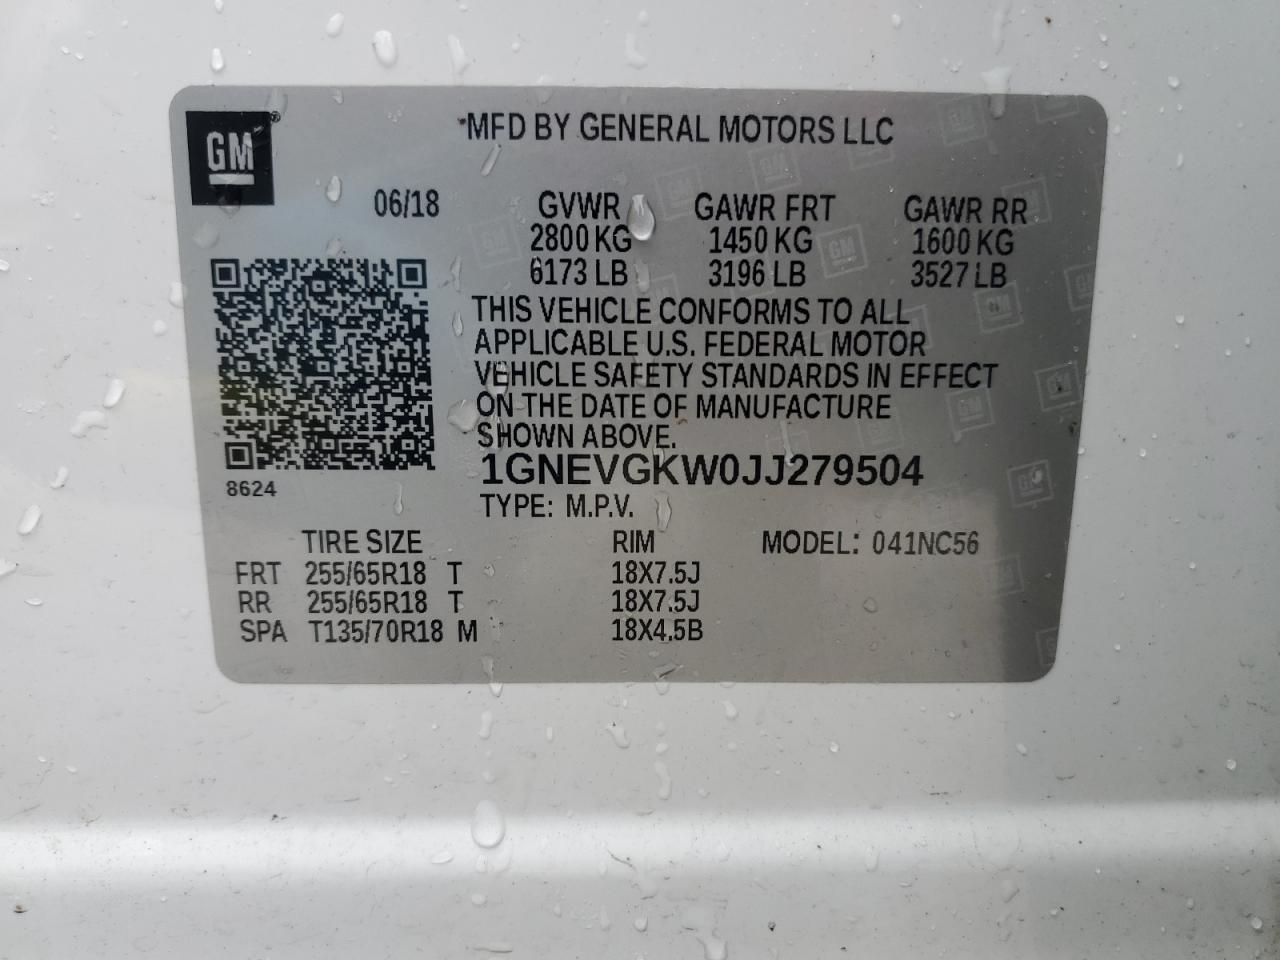 GM®
MFD BY GENERAL MOTORS LLC
06/18 GVWR GAWR FRT GAWR RR
2800 KG 1450 KG 1600 KG
6173 LB 3196 LB 3527 LB
THIS VEHICLE CONFORMS TO ALL
APPLICABLE U.S. FEDERAL MOTOR
VEHICLE SAFETY STANDARDS IN EFFECT
ON THE DATE OF MANUFACTURE
SHOWN ABOVE.
1GNEVGKW0JJ279504
8624
TYPE: M.P.V.
TIRE SIZE RIM MODEL: 041NC56
FRT 255/65R18 T 18X7.5J
RR 255/65R18 T 18X7.5J
SPA T135/70R18 M 18X4.5B